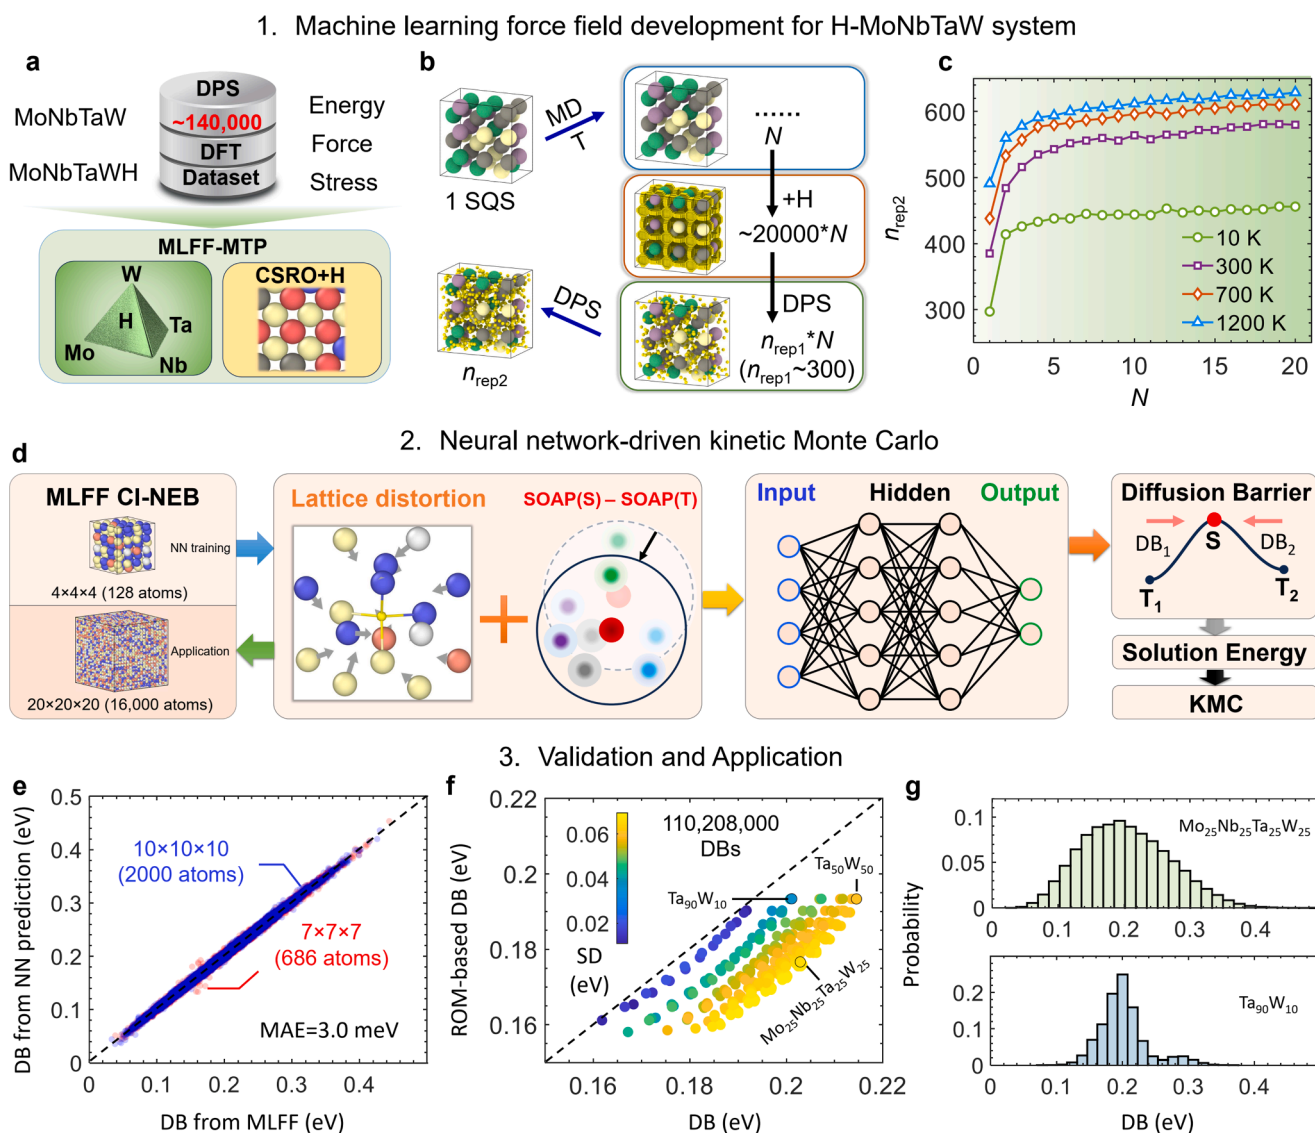 1. Machine learning force field development for H-MoNbTaW system
a
MoNbTaW
MoNbTaWH
DPS
~140,000
DFT
Dataset
Energy
Force
Stress
MLFF-MTP
W
H
Ta
Mo
Nb
CSRO+H
b
1 SQS
MD
T
......
N
+H
~20000*N
DPS
n_rep1*N
(n_rep1~300)
DPS
n_rep2
c
n_rep2
600
500
400
300
10 K
300 K
700 K
1200 K
0
5
10
15
20
N
2. Neural network-driven kinetic Monte Carlo
d
MLFF CI-NEB
NN training
4×4×4 (128 atoms)
Application
20×20×20 (16,000 atoms)
Lattice distortion
SOAP(S) – SOAP(T)
Input
Hidden
Output
Diffusion Barrier
DB₁
S
DB₂
T₁
T₂
Solution Energy
KMC
3. Validation and Application
e
DB from NN prediction (eV)
0.5
0.4
0.3
0.2
0.1
0
10×10×10
(2000 atoms)
7×7×7
(686 atoms)
MAE=3.0 meV
0
0.1
0.2
0.3
0.4
DB from MLFF (eV)
f
ROM-based DB (eV)
0.22
0.2
0.18
0.16
0.06
0.04
0.02
SD
(eV)
110,208,000
DBs
Ta₅₀W₅₀
Ta₉₀W₁₀
Mo₂₅Nb₂₅Ta₂₅W₂₅
0.16
0.18
0.2
0.22
DB (eV)
g
Probability
0.1
0.05
0
Mo₂₅Nb₂₅Ta₂₅W₂₅
0
0.1
0.2
0.3
0.4
0.2
0.1
0
Ta₉₀W₁₀
0
0.1
0.2
0.3
0.4
DB (eV)